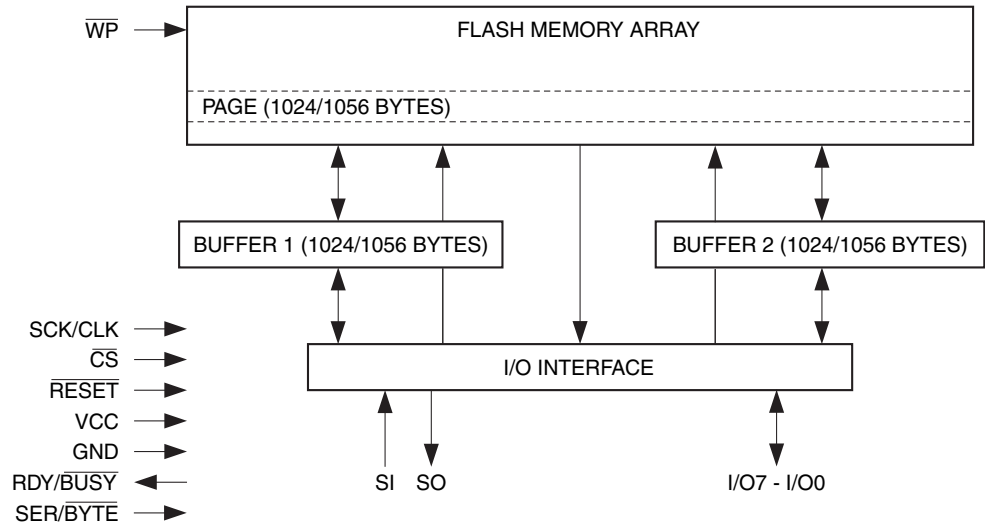 WP
FLASH MEMORY ARRAY
PAGE (1024/1056 BYTES)
BUFFER 1 (1024/1056 BYTES)
BUFFER 2 (1024/1056 BYTES)
SCK/CLK
CS
RESET
VCC
GND
RDY/BUSY
SER/BYTE
I/O INTERFACE
SI
SO
I/O7 - I/O0